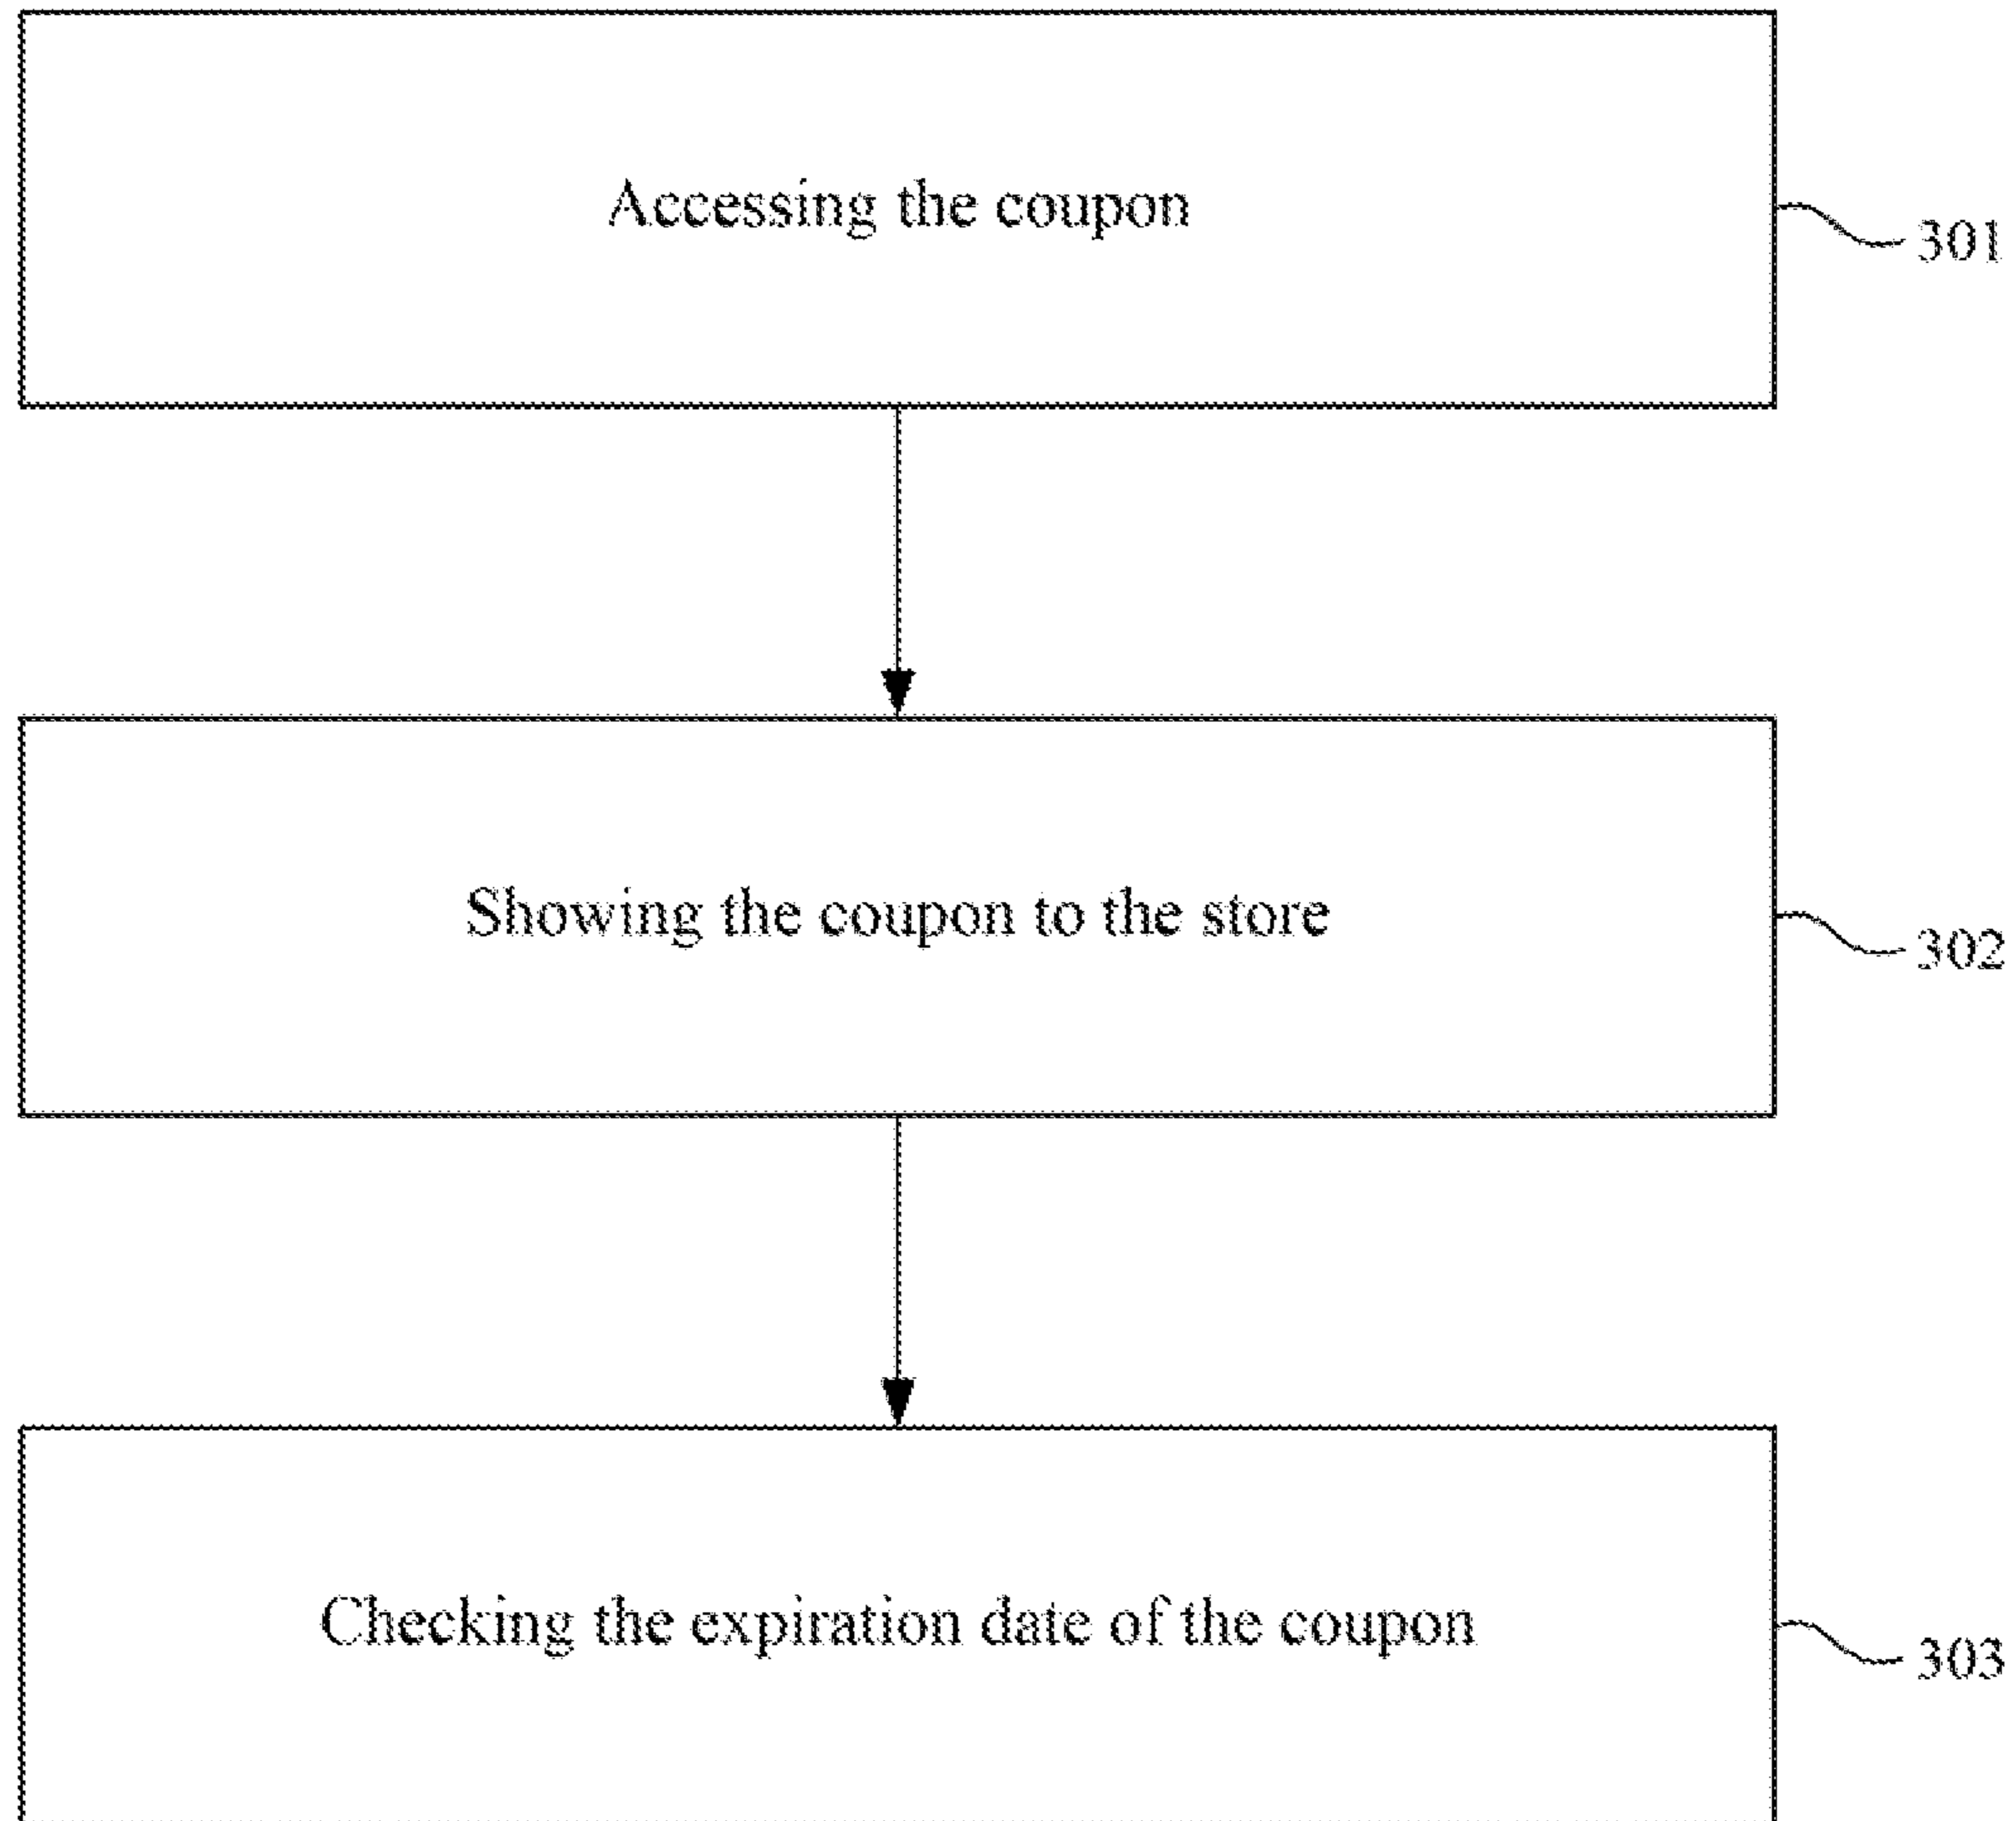 Accessing the coupon
301
Showing the coupon to the store
302
Checking the expiration date of the coupon
303